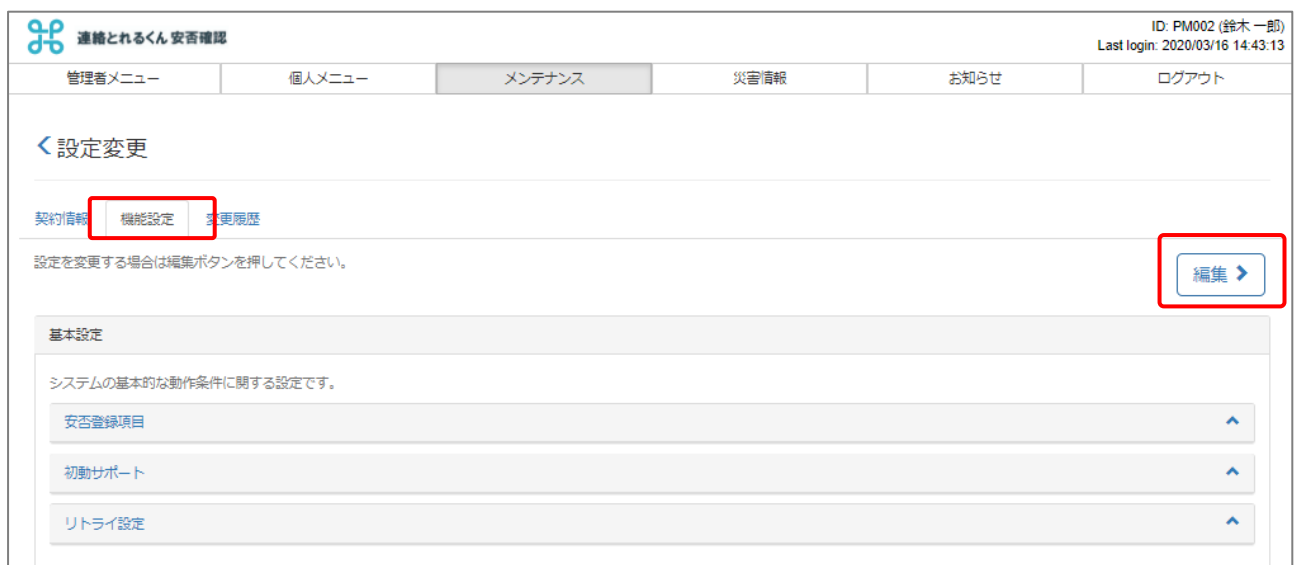 連絡とれるくん 安否確認
ID: PM002 (鈴木 一郎)
Last login: 2020/03/16 14:43:13
管理者メニュー 個人メニュー メンテナンス 災害情報 お知らせ ログアウト
設定変更
契約情報 機能設定 変更履歴
設定を変更する場合は編集ボタンを押してください。
編集
基本設定
システムの基本的な動作条件に関する設定です。
安否登録項目
初動サポート
リトライ設定